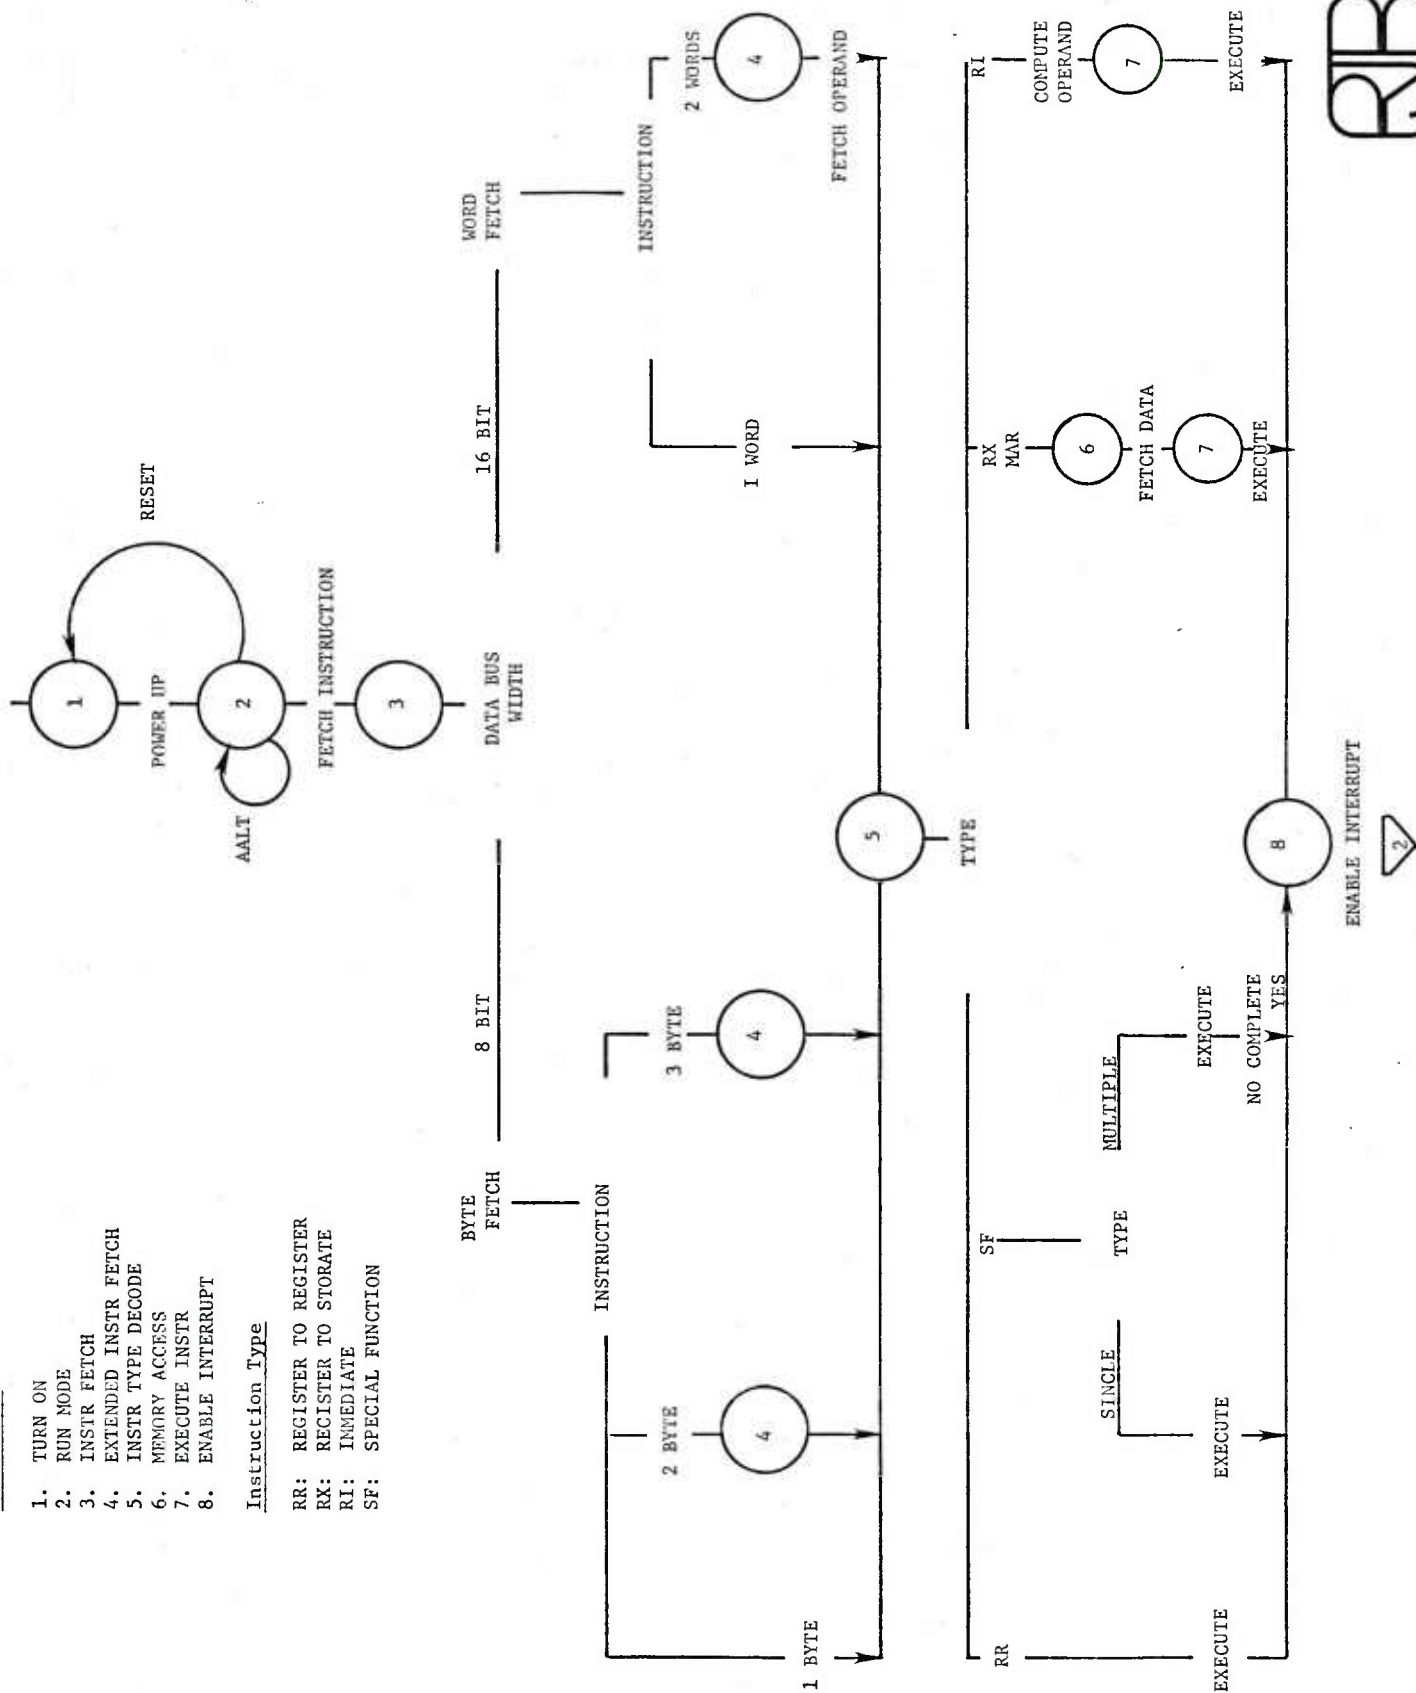 1. TURN ON
2. RUN MODE
3. INSTR FETCH
4. EXTENDED INSTR FETCH
5. INSTR TYPE DECODE
6. MEMORY ACCESS
7. EXECUTE INSTR
8. ENABLE INTERRUPT
Instruction Type
RR: REGISTER TO REGISTER
RX: RECISTER TO STORATE
RI: IMMEDIATE
SF: SPECIAL FUNCTION
1
POWER UP
RESET
2
AALT
FETCH INSTRUCTION
3
DATA BUS
WIDTH
8 BIT
16 BIT
BYTE
FETCH
WORD
FETCH
INSTRUCTION
INSTRUCTION
1 BYTE
2 BYTE
4
3 BYTE
4
I WORD
2 WORDS
4
FETCH OPERAND
5
TYPE
RR
EXECUTE
SF
TYPE
SINCLE
EXECUTE
MULTIPLE
EXECUTE
NO COMPLETE
YES
RX
MAR
6
FETCH DATA
7
EXECUTE
RI
COMPUTE
OPERAND
7
EXECUTE
8
ENABLE INTERRUPT
2